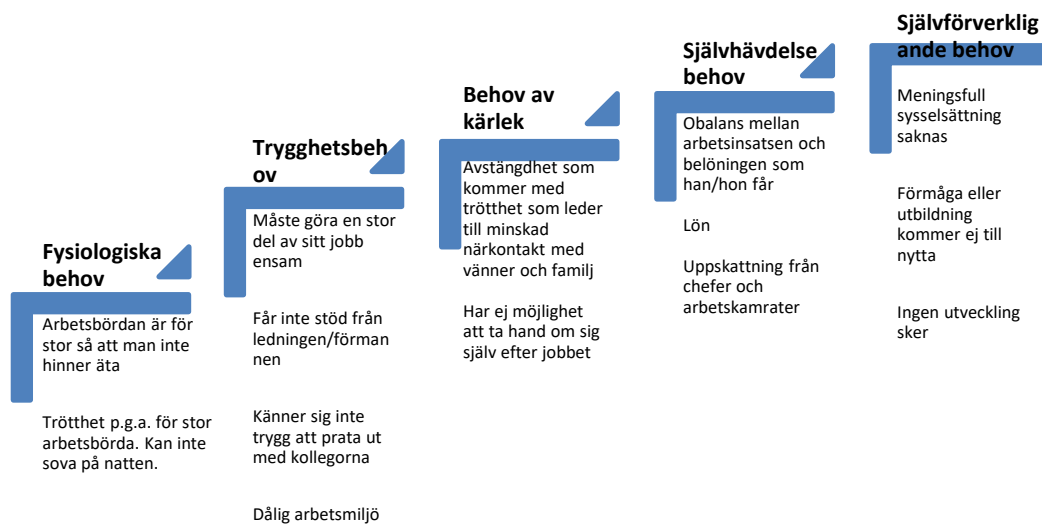 Fysiologiska
behov
Arbetsbördan är för
stor så att man inte
hinner äta
Trötthet p.g.a. för stor
arbetsbörda. Kan inte
sova på natten.
Trygghetsbeh
ov
Måste göra en stor
del av sitt jobb
ensam
Får inte stöd från
ledningen/förman
nen
Känner sig inte
trygg att prata ut
med kollegorna
Dålig arbetsmiljö
Behov av
kärlek
Avstängdhet som
kommer med
trötthet som leder
till minskad
närkontakt med
vänner och familj
Har ej möjlighet
att ta hand om sig
själv efter jobbet
Självhävdelse
behov
Obalans mellan
arbetsinsatsen och
belöningen som
han/hon får
Lön
Uppskattning från
chefer och
arbetskamrater
Självförverklig
ande behov
Meningsfull
sysselsättning
saknas
Förmåga eller
utbildning
kommer ej till
nytta
Ingen utveckling
sker